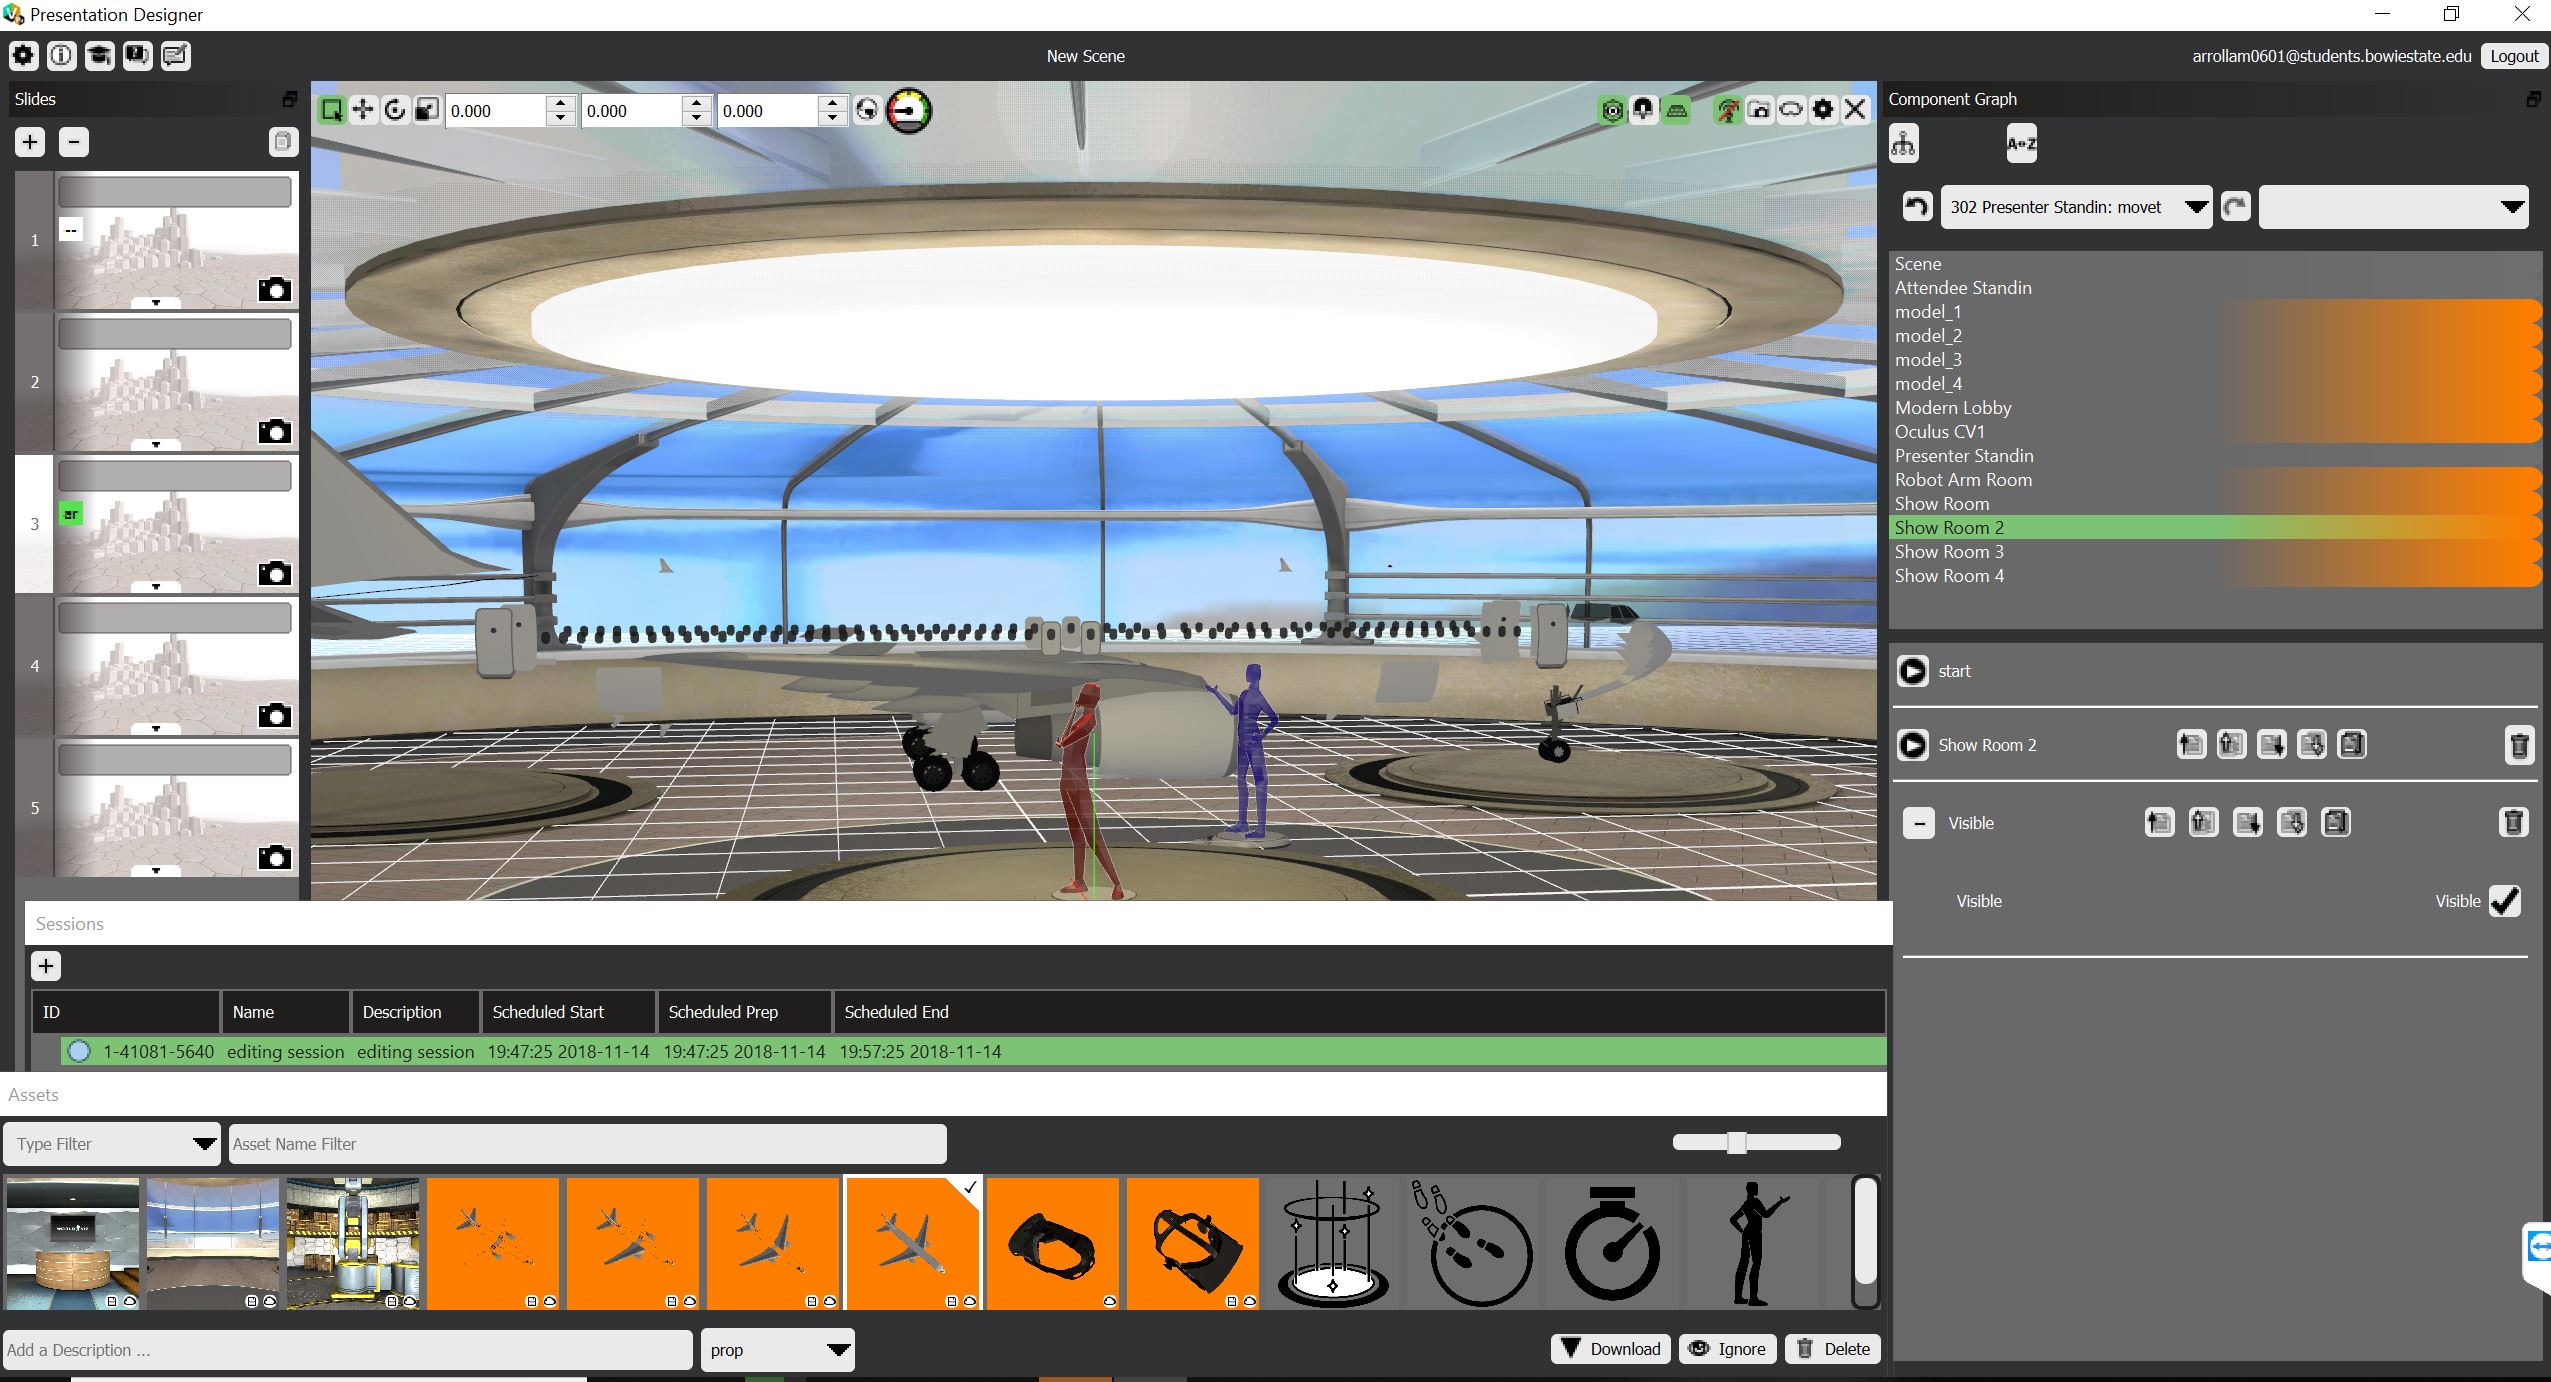 Presentation Designer
New Scene
arrollam0601@students.bowiestate.edu
Logout
Slides
0.000
0.000
0.000
1
--
2
3
ar
4
5
Component Graph
A↔Z
302 Presenter Standin: movet
Scene
Attendee Standin
model_1
model_2
model_3
model_4
Modern Lobby
Oculus CV1
Presenter Standin
Robot Arm Room
Show Room
Show Room 2
Show Room 3
Show Room 4
start
Show Room 2
Visible
Visible
Visible
Sessions
ID Name Description Scheduled Start Scheduled Prep Scheduled End
1-41081-5640 editing session editing session 19:47:25 2018-11-14 19:47:25 2018-11-14 19:57:25 2018-11-14
Assets
Type Filter
Asset Name Filter
WORLDVIZ
Add a Description ...
prop
Download
Ignore
Delete